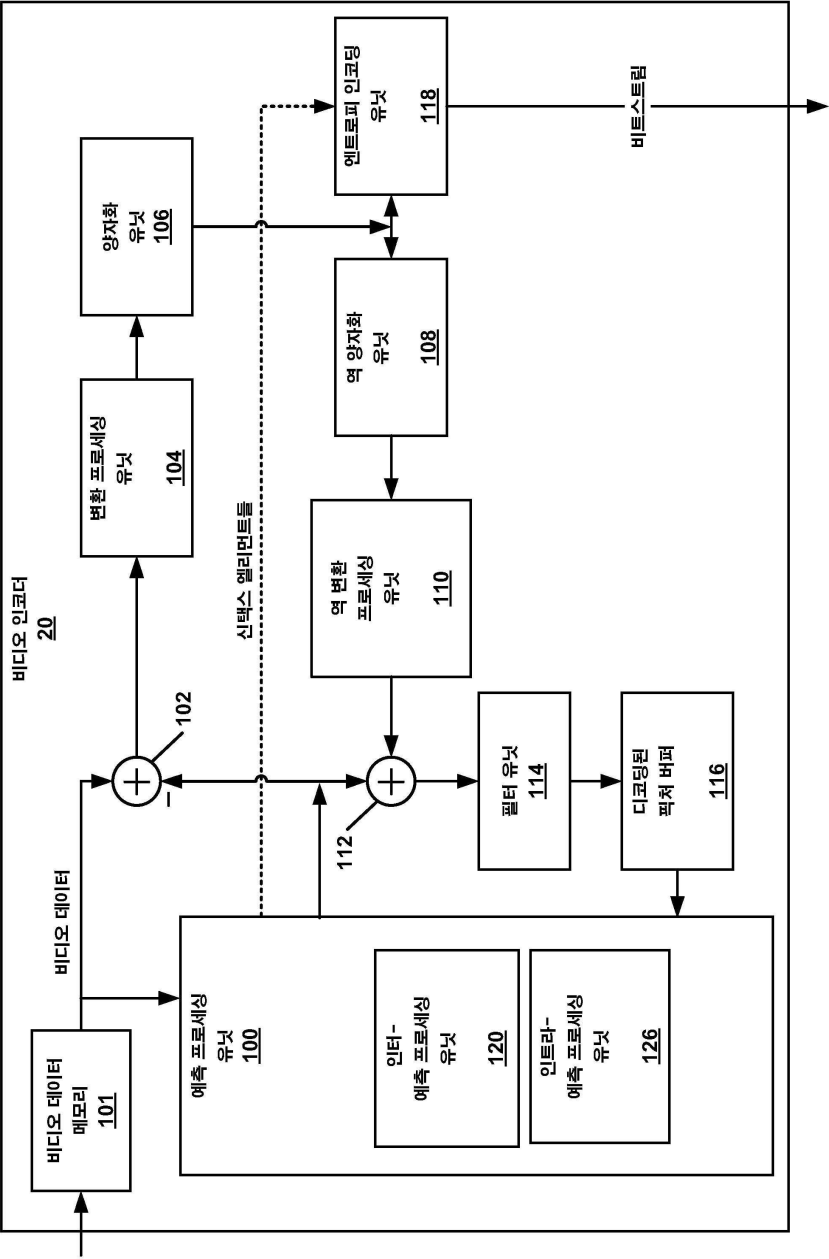 비디오 인코더
20
비디오 데이터
메모리
101
비디오 데이터
102
변환 프로세싱
유닛
104
양자화
유닛
106
예측 프로세싱
유닛
100
신택스 엘리먼트들
인터-
예측 프로세싱
유닛
120
인트라-
예측 프로세싱
유닛
126
112
역 변환
프로세싱
유닛
110
역 양자화
유닛
108
엔트로피 인코딩
유닛
118
필터 유닛
114
디코딩된
픽처 버퍼
116
비트스트림